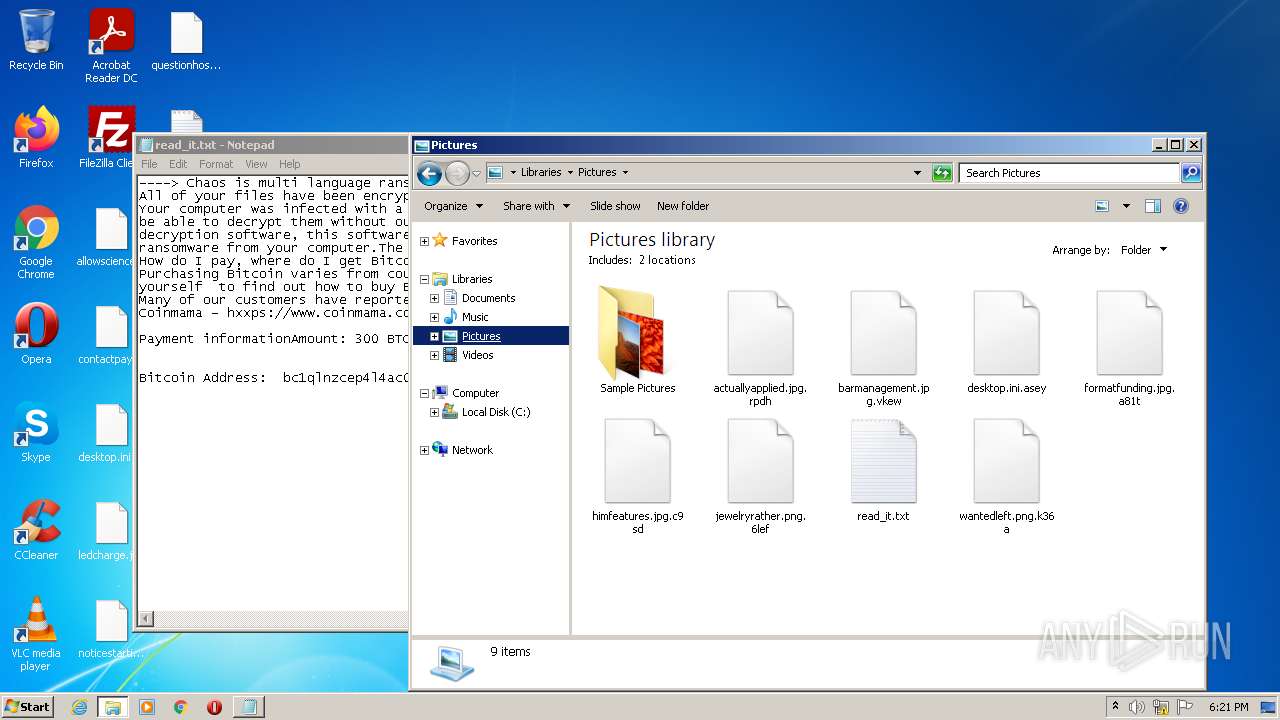 Recycle Bin
Acrobat
Reader DC
questionhos...
Firefox
FileZilla Clie
Google
Chrome
allowscience
Opera
contactpay
Skype
desktop.ini
CCleaner
ledcharge.j
VLC media
player
noticestarti...
read_it.txt - Notepad
File Edit Format View Help
----> Chaos is multi language rans
All of your files have been encryp
Your computer was infected with a
be able to decrypt them without
decryption software, this software
ransomware from your computer.The
How do I pay, where do I get Bitco
Purchasing Bitcoin varies from cou
yourself to find out how to buy B
Many of our customers have reporte
Coinmama - hxxps://www.coinmama.co
Payment informationAmount: 300 BTC
Bitcoin Address: bc1qlnzcep4l4ac0
Pictures
Libraries Pictures
Search Pictures
Organize Share with Slide show New folder
Favorites
Libraries
Documents
Music
Pictures
Videos
Computer
Local Disk (C:)
Network
Pictures library
Includes: 2 locations
Arrange by: Folder
Sample Pictures
actuallyapplied.jpg.
rpdh
barmanagement.jp
g.vkew
desktop.ini.asey
formatfunding.jpg.
a81t
himfeatures.jpg.c9
sd
jewelryrather.png.
6lef
read_it.txt
wantedleft.png.k36
a
9 items
ANY RUN
Start
6:21 PM